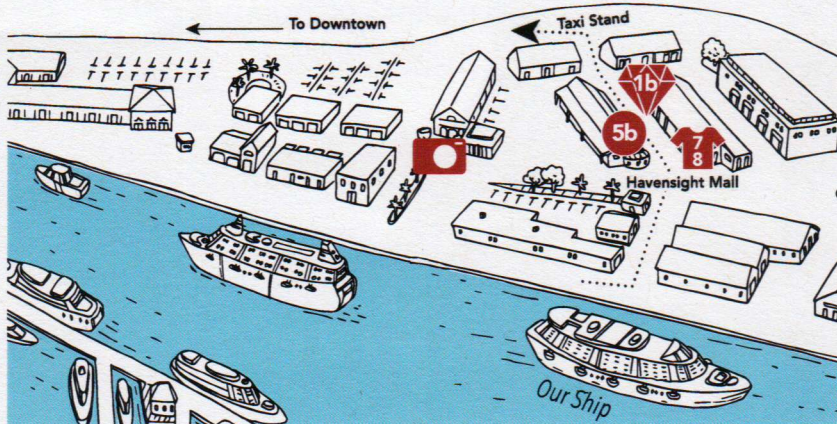 To Downtown
Taxi Stand
1b
5b
7
8
Havensight Mall
Our Ship